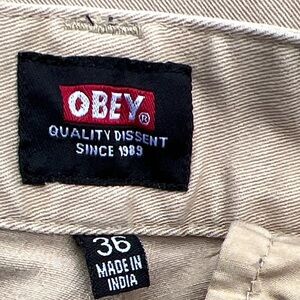 OBEY®
QUALITY DISSENT
SINCE 1989
36
MADE IN
INDIA